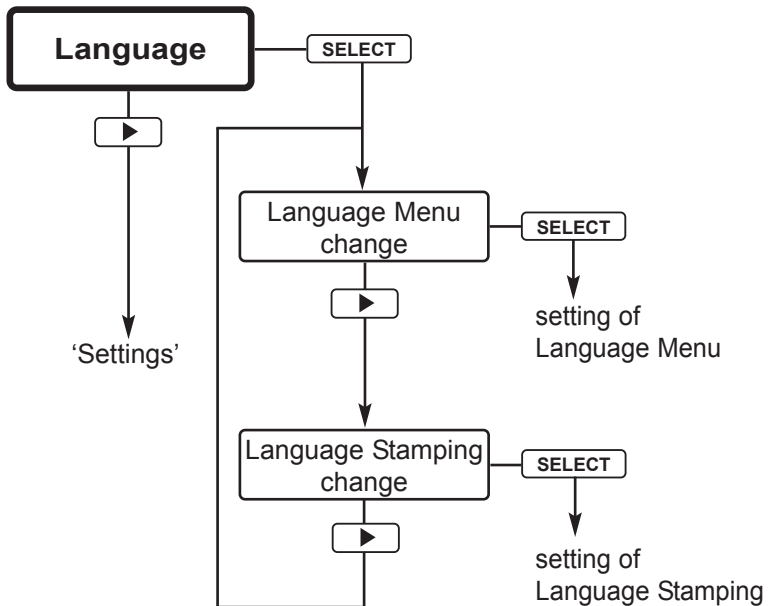 Language
SELECT
‘Settings’
Language Menu
change
SELECT
setting of
Language Menu
Language Stamping
change
SELECT
setting of
Language Stamping